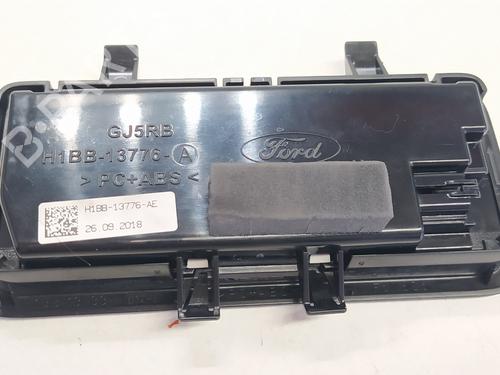 GJ5RB
H1BB-13776- A
> PC+ABS <
Ford
H1BB-13776-AE
26.09.2018